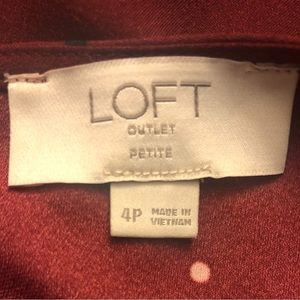 LOFT
OUTLET
PETITE
4P
MADE IN
VIETNAM